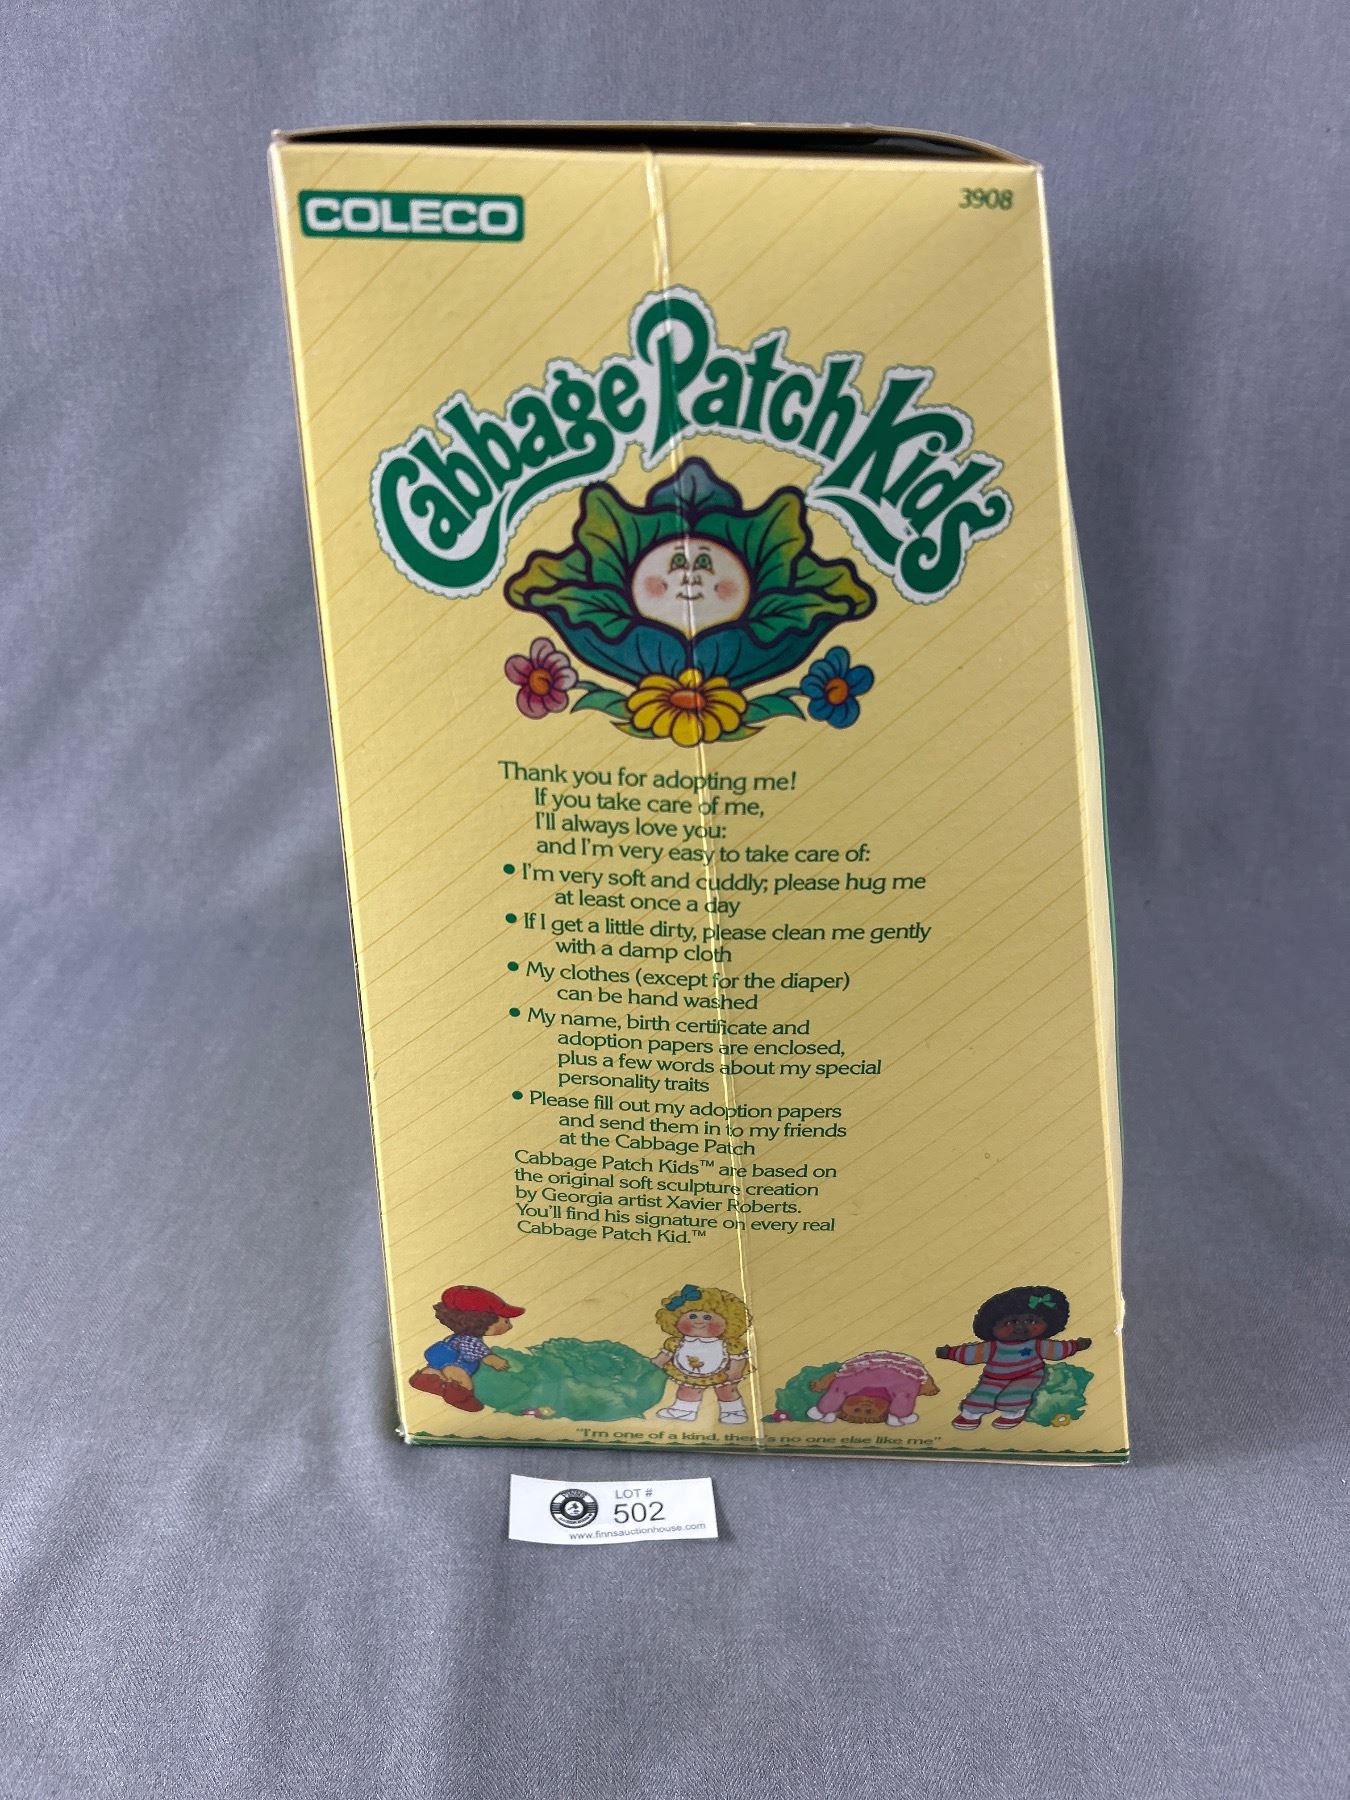 COLECO
3908
Cabbage Patch Kids
Thank you for adopting me!
If you take care of me,
I'll always love you:
and I'm very easy to take care of:
• I'm very soft and cuddly; please hug me
at least once a day
• If I get a little dirty, please clean me gently
with a damp cloth
• My clothes (except for the diaper)
can be hand washed
• My name, birth certificate and
adoption papers are enclosed,
plus a few words about my special
personality traits
• Please fill out my adoption papers
and send them in to my friends
at the Cabbage Patch
Cabbage Patch Kids™ are based on
the original soft sculpture creation
by Georgia artist Xavier Roberts.
You'll find his signature on every real
Cabbage Patch Kid.™
"I'm one of a kind, there's no one else like me"
LOT #
502
www.finnsauctionhouse.com